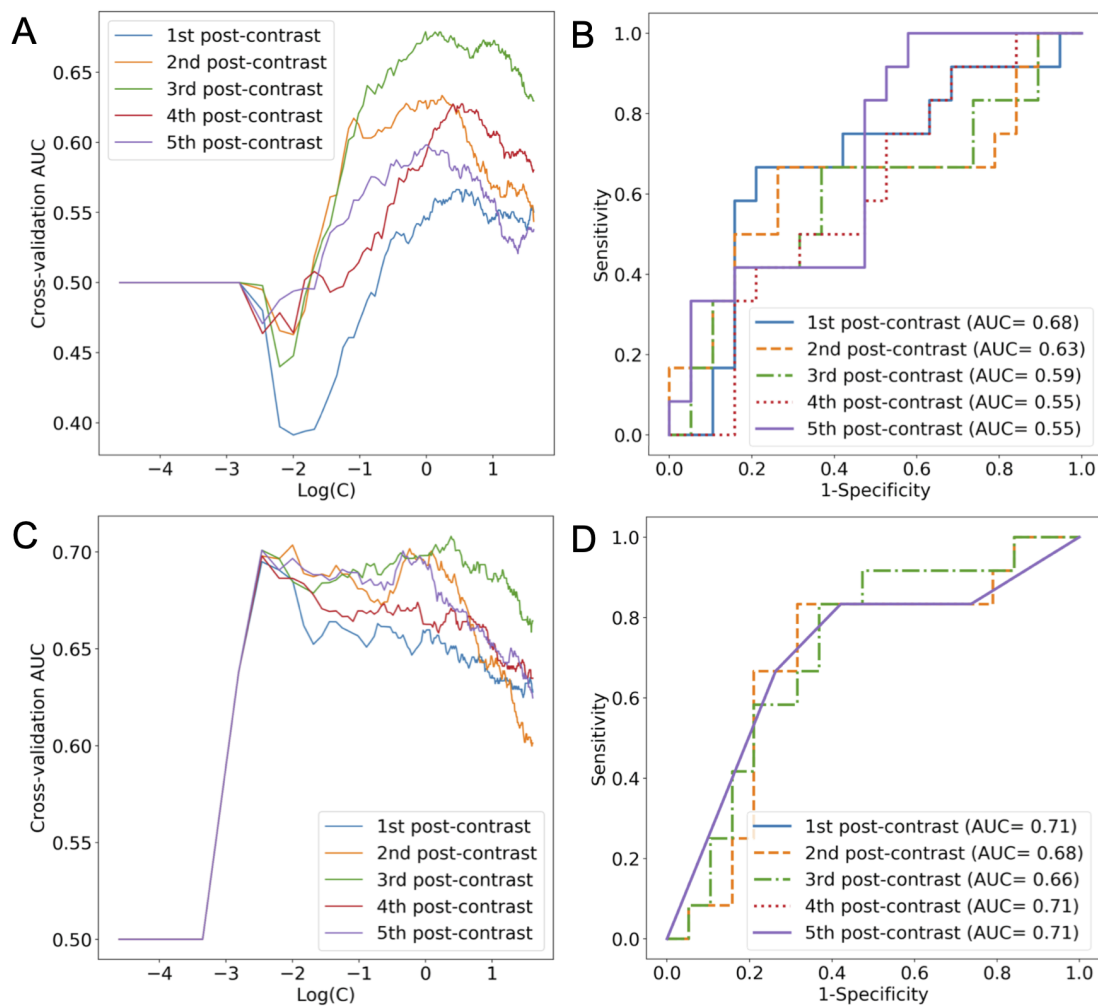 A
Cross-validation AUC
0.65
0.60
0.55
0.50
0.45
0.40
1st post-contrast
2nd post-contrast
3rd post-contrast
4th post-contrast
5th post-contrast
−4 −3 −2 −1 0 1
Log(C)
B
Sensitivity
1.0
0.8
0.6
0.4
0.2
0.0
1st post-contrast (AUC= 0.68)
2nd post-contrast (AUC= 0.63)
3rd post-contrast (AUC= 0.59)
4th post-contrast (AUC= 0.55)
5th post-contrast (AUC= 0.55)
0.0 0.2 0.4 0.6 0.8 1.0
1-Specificity
C
Cross-validation AUC
0.70
0.65
0.60
0.55
0.50
1st post-contrast
2nd post-contrast
3rd post-contrast
4th post-contrast
5th post-contrast
−4 −3 −2 −1 0 1
Log(C)
D
Sensitivity
1.0
0.8
0.6
0.4
0.2
0.0
1st post-contrast (AUC= 0.71)
2nd post-contrast (AUC= 0.68)
3rd post-contrast (AUC= 0.66)
4th post-contrast (AUC= 0.71)
5th post-contrast (AUC= 0.71)
0.0 0.2 0.4 0.6 0.8 1.0
1-Specificity